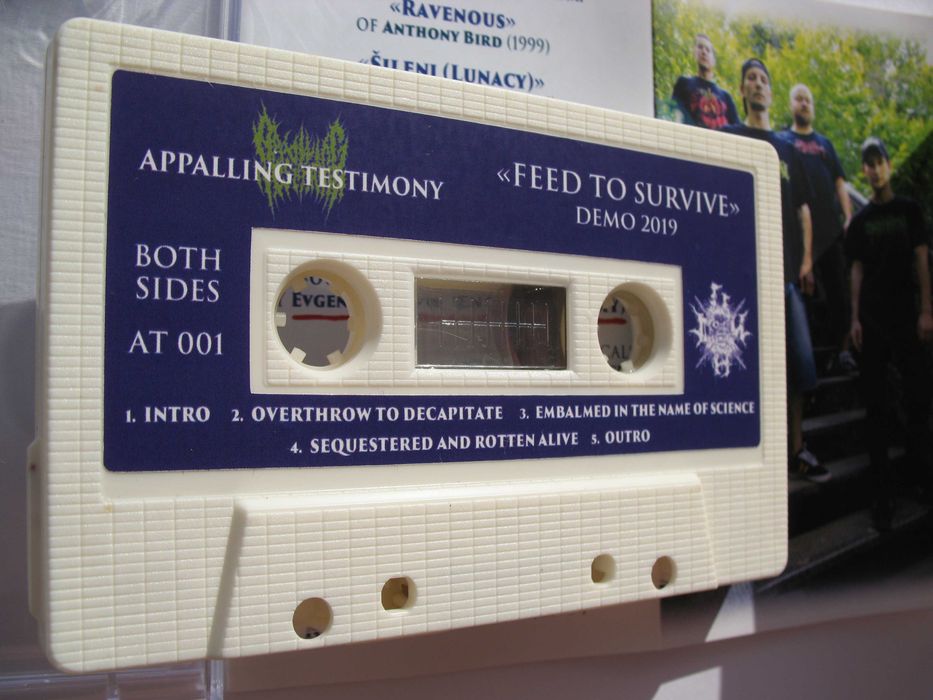 «RAVENOUS»
OF ANTHONY BIRD (1999)
«ŠILENI (LUNACY)»
APPALLING TESTIMONY
«FEED TO SURVIVE»
DEMO 2019
BOTH
SIDES
AT 001
EVGEN
1. INTRO 2. OVERTHROW TO DECAPITATE 3. EMBALMED IN THE NAME OF SCIENCE
4. SEQUESTERED AND ROTTEN ALIVE 5. OUTRO